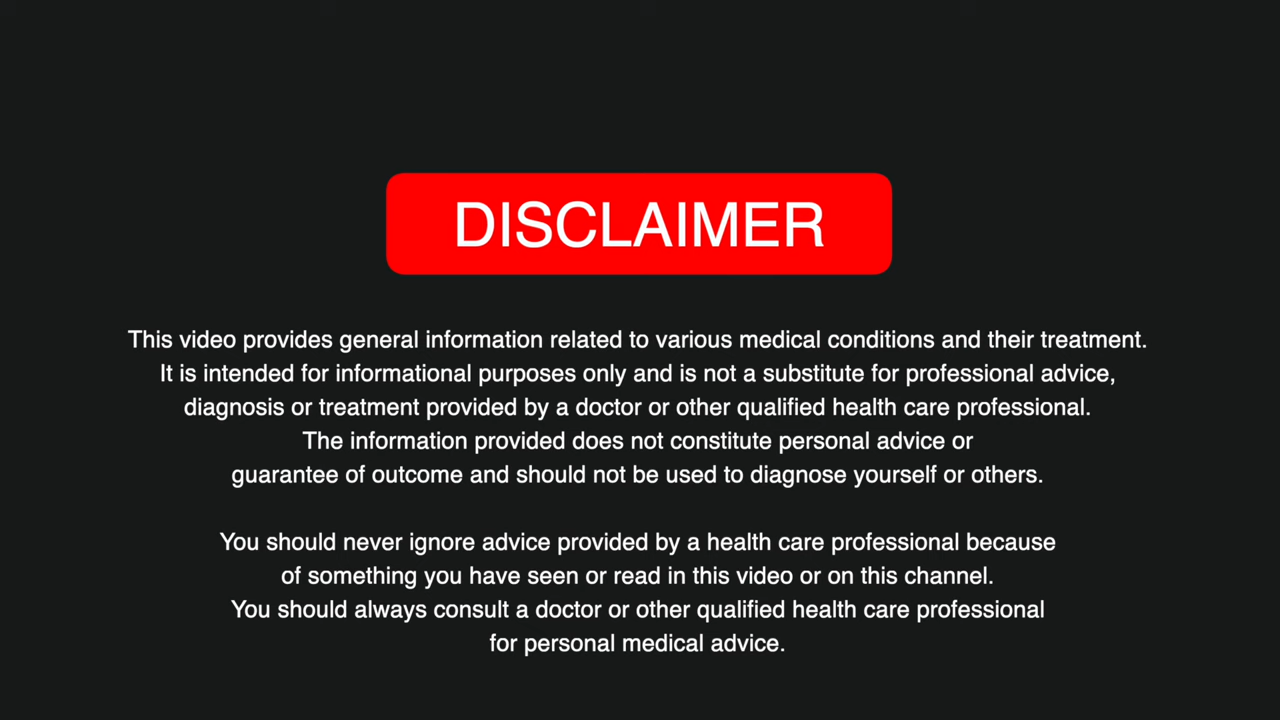 DISCLAIMER
This video provides general information related to various medical conditions and their treatment.
It is intended for informational purposes only and is not a substitute for professional advice,
diagnosis or treatment provided by a doctor or other qualified health care professional.
The information provided does not constitute personal advice or
guarantee of outcome and should not be used to diagnose yourself or others.
You should never ignore advice provided by a health care professional because
of something you have seen or read in this video or on this channel.
You should always consult a doctor or other qualified health care professional
for personal medical advice.